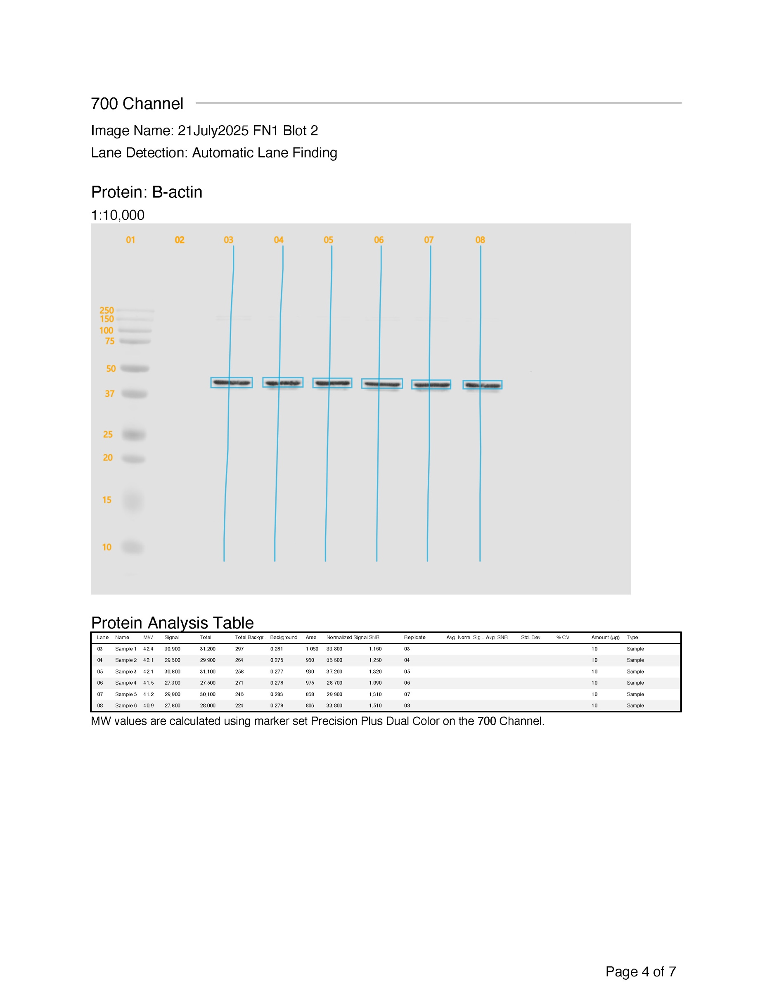 700 Channel
Image Name: 21July2025 FN1 Blot 2
Lane Detection: Automatic Lane Finding
Protein: B-actin
1:10,000
01 02 03 04 05 06 07 08
250
150
100
75
50
37
25
20
15
10
Protein Analysis Table
Lane Name MW Signal Total Total Backgr... Background Area Normalized Signal SNR Replicate Avg. Norm. Sig... Avg. SNR Std. Dev. % CV Amount (µg) Type
03 Sample 1 42.4 30,900 31,200 297 0.281 1,060 33,800 1,160 03 10 Sample
04 Sample 2 42.1 29,600 29,900 264 0.275 960 36,600 1,250 04 10 Sample
05 Sample 3 42.1 30,800 31,100 258 0.277 930 37,200 1,320 05 10 Sample
06 Sample 4 41.5 27,300 27,500 271 0.278 975 28,700 1,090 06 10 Sample
07 Sample 5 41.2 29,900 30,100 246 0.283 868 29,900 1,310 07 10 Sample
08 Sample 6 40.9 27,800 28,000 224 0.278 806 33,800 1,510 08 10 Sample
MW values are calculated using marker set Precision Plus Dual Color on the 700 Channel.
Page 4 of 7